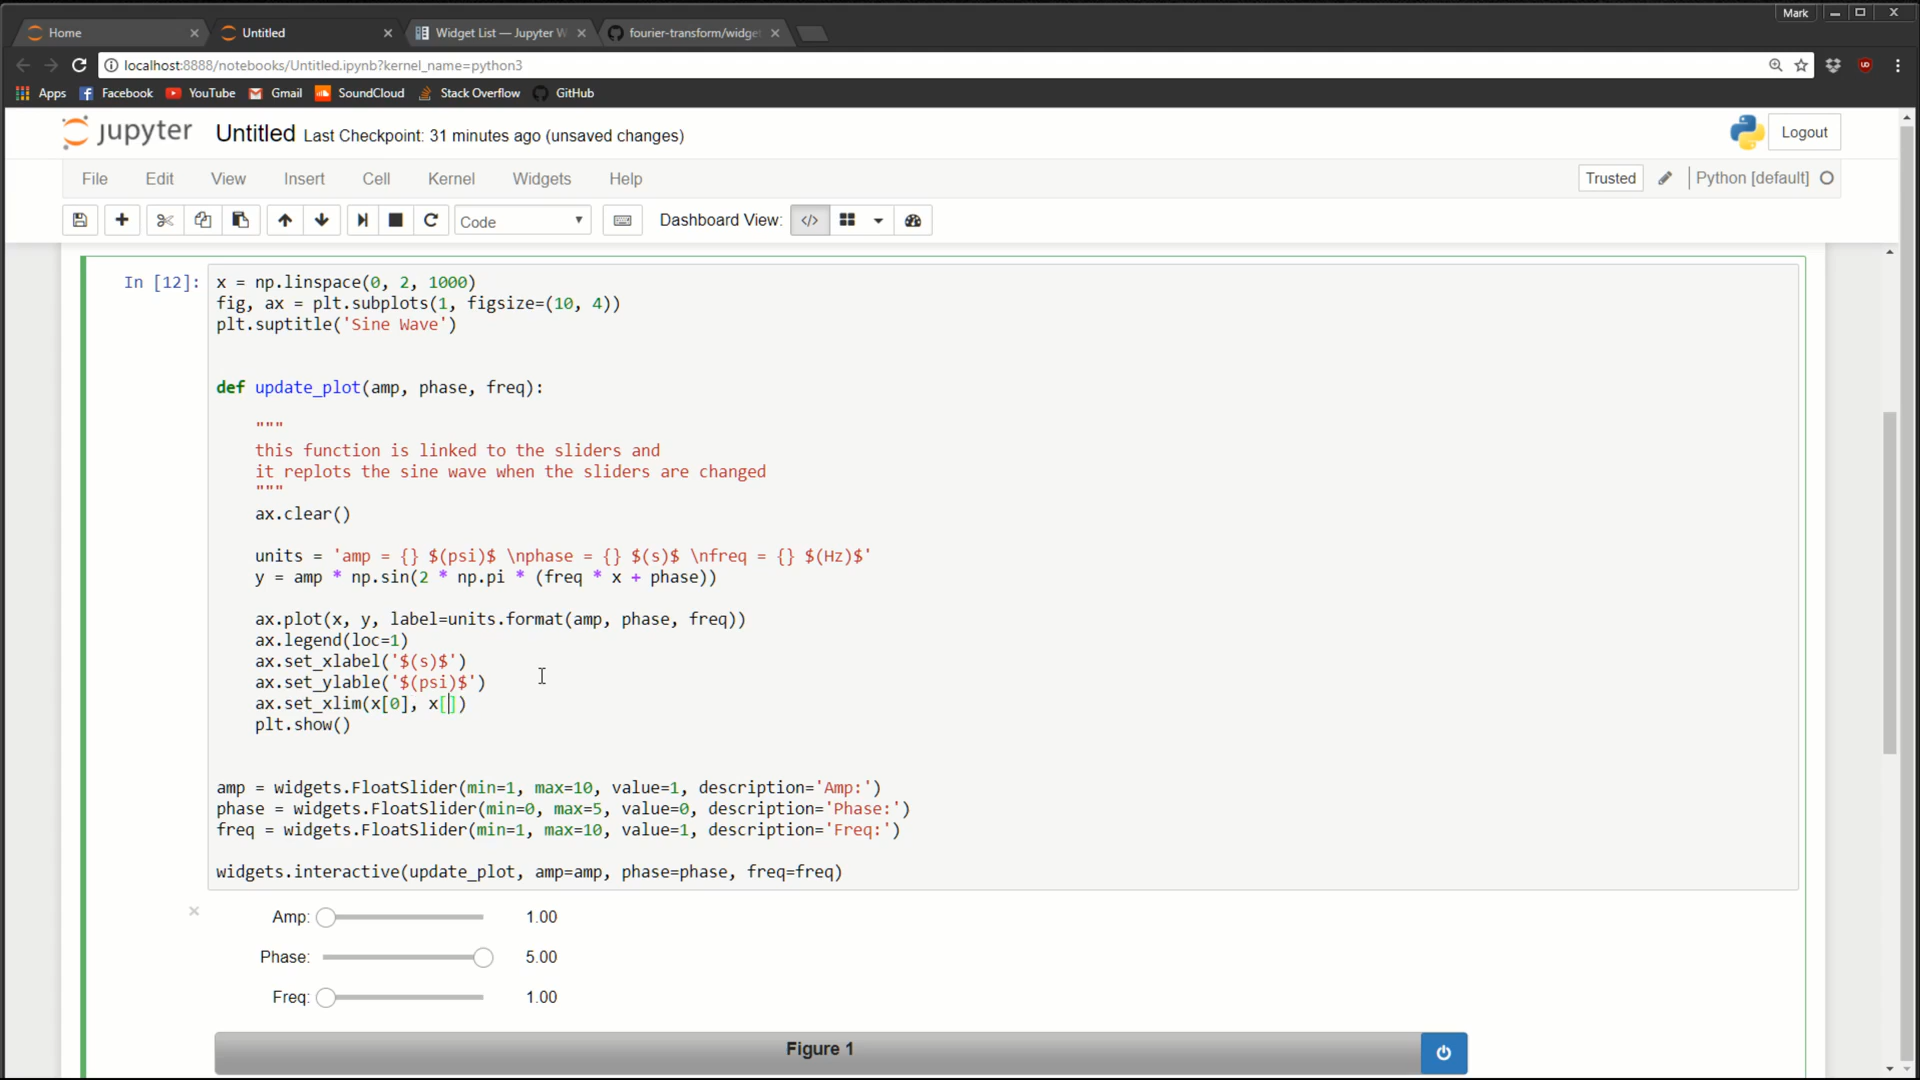 Mark
Home
Untitled
Widget List — Jupyter W
fourier-transform/widge
localhost:8888/notebooks/Untitled.ipynb?kernel_name=python3
Apps Facebook YouTube Gmail SoundCloud Stack Overflow GitHub
jupyter Untitled Last Checkpoint: 31 minutes ago (unsaved changes) Logout
File Edit View Insert Cell Kernel Widgets Help Trusted Python [default]
Code Dashboard View: </>
In [12]: x = np.linspace(0, 2, 1000)
fig, ax = plt.subplots(1, figsize=(10, 4))
plt.suptitle('Sine Wave')
def update_plot(amp, phase, freq):
"""
this function is linked to the sliders and
it replots the sine wave when the sliders are changed
"""
ax.clear()
units = 'amp = {} $(psi)$ \nphase = {} $(s)$ \nfreq = {} $(Hz)$'
y = amp * np.sin(2 * np.pi * (freq * x + phase))
ax.plot(x, y, label=units.format(amp, phase, freq))
ax.legend(loc=1)
ax.set_xlabel('$(s)$')
ax.set_ylable('$(psi)$')
ax.set_xlim(x[0], x[])
plt.show()
amp = widgets.FloatSlider(min=1, max=10, value=1, description='Amp:')
phase = widgets.FloatSlider(min=0, max=5, value=0, description='Phase:')
freq = widgets.FloatSlider(min=1, max=10, value=1, description='Freq:')
widgets.interactive(update_plot, amp=amp, phase=phase, freq=freq)
Amp: 1.00
Phase: 5.00
Freq: 1.00
Figure 1